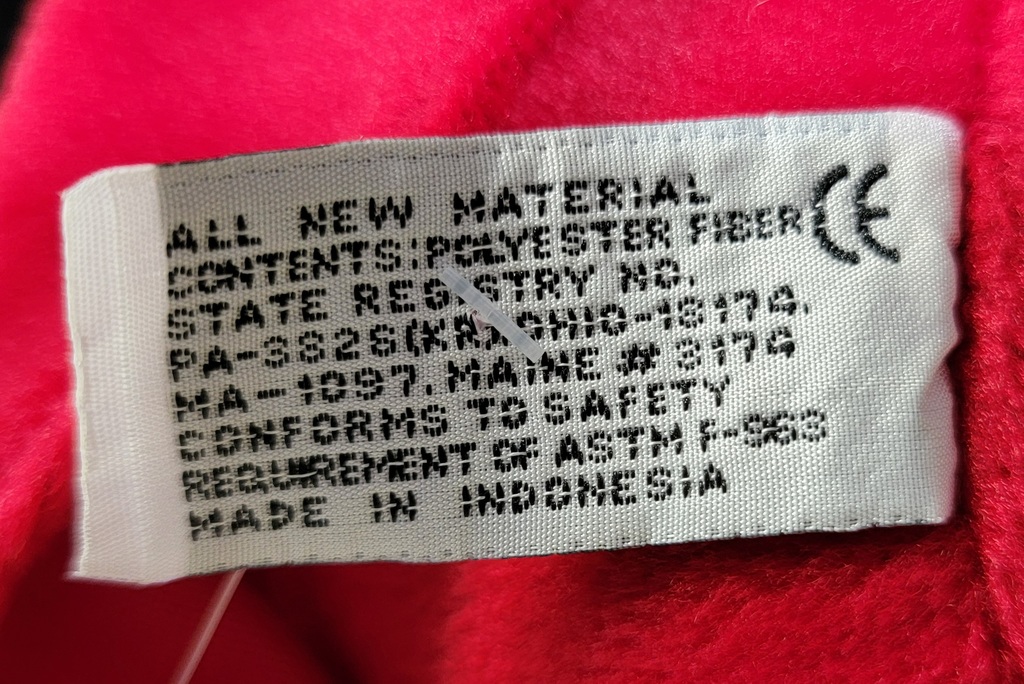 ALL NEW MATERIAL
CONTENTS:POLYESTER FIBER CE
STATE REGISTRY NO.
PA-3628(KR)OHIO-18174.
MA-1097.MAINE #3174
CONFORMS TO SAFETY
REQUIREMENT OF ASTM F-963
MADE IN INDONESIA